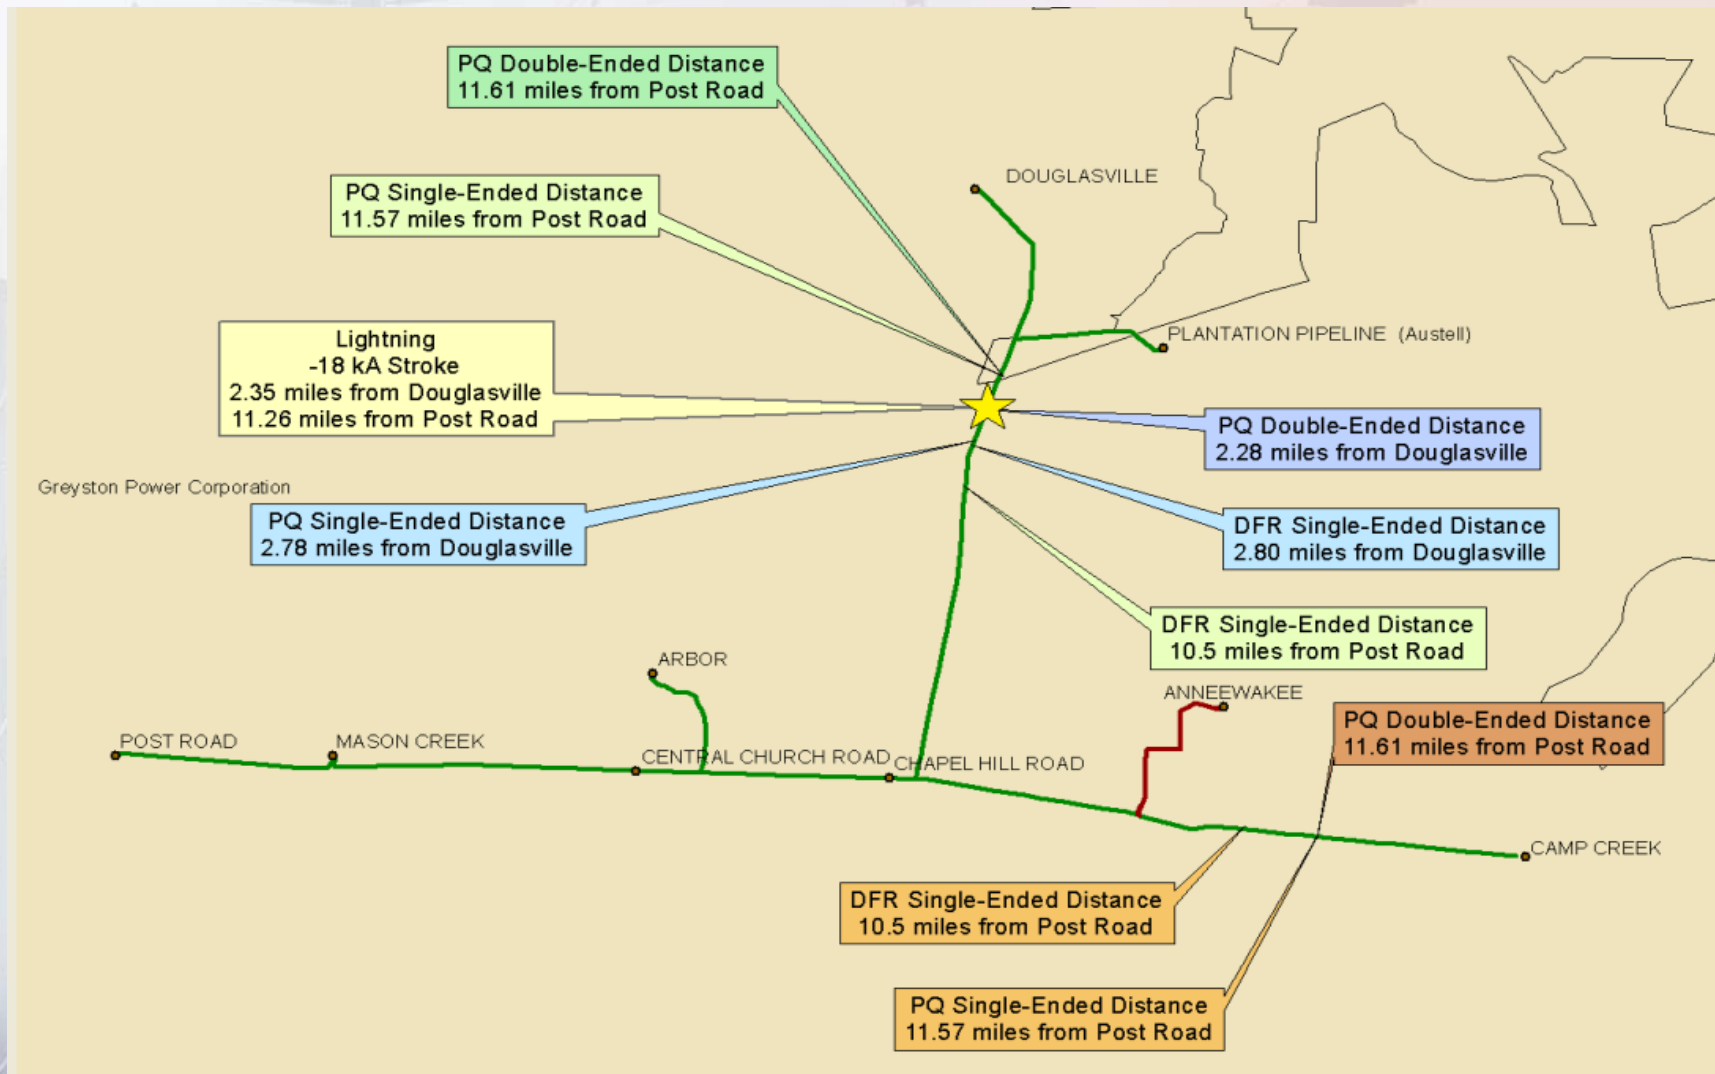 PQ Double-Ended Distance
11.61 miles from Post Road
DOUGLASVILLE
PQ Single-Ended Distance
11.57 miles from Post Road
Lightning
-18 kA Stroke
2.35 miles from Douglasville
11.26 miles from Post Road
PLANTATION PIPELINE (Austell)
PQ Double-Ended Distance
2.28 miles from Douglasville
Greyston Power Corporation
PQ Single-Ended Distance
2.78 miles from Douglasville
DFR Single-Ended Distance
2.80 miles from Douglasville
DFR Single-Ended Distance
10.5 miles from Post Road
ARBOR
ANNEEWAKEE
PQ Double-Ended Distance
11.61 miles from Post Road
POST ROAD
MASON CREEK
CENTRAL CHURCH ROAD
CHAPEL HILL ROAD
CAMP CREEK
DFR Single-Ended Distance
10.5 miles from Post Road
PQ Single-Ended Distance
11.57 miles from Post Road